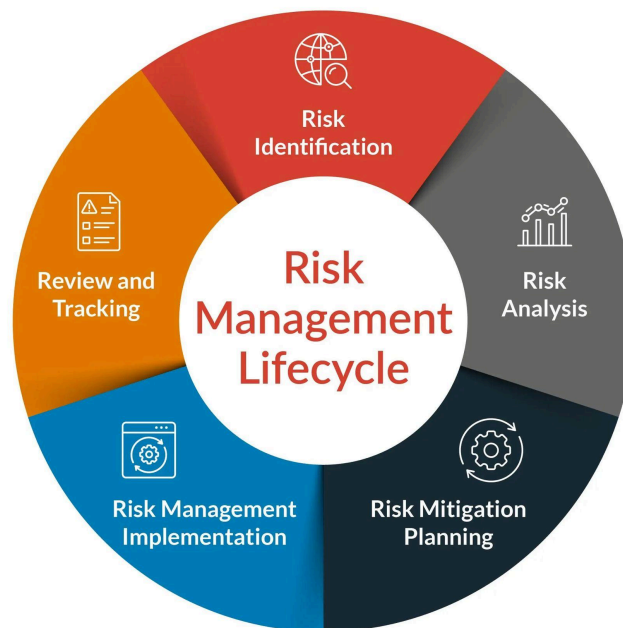 Risk
Identification
Risk
Analysis
Risk Mitigation
Planning
Risk Management
Implementation
Review and
Tracking
Risk
Management
Lifecycle